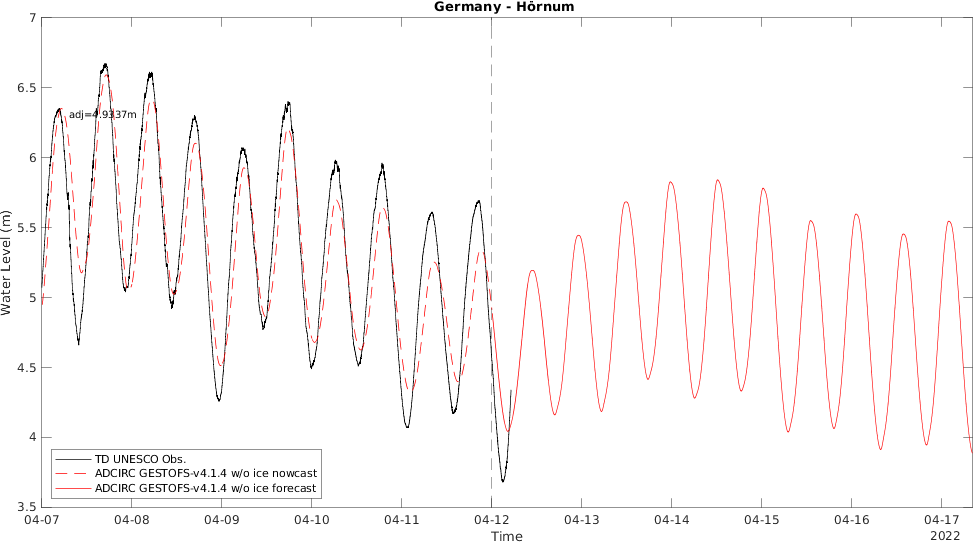 Germany - Hörnum
7
6.5
6
5.5
5
4.5
4
3.5
Water Level (m)
adj=4.9337m
TD UNESCO Obs.
ADCIRC GESTOFS-v4.1.4 w/o ice nowcast
ADCIRC GESTOFS-v4.1.4 w/o ice forecast
04-07 04-08 04-09 04-10 04-11 04-12 04-13 04-14 04-15 04-16 04-17
Time 2022